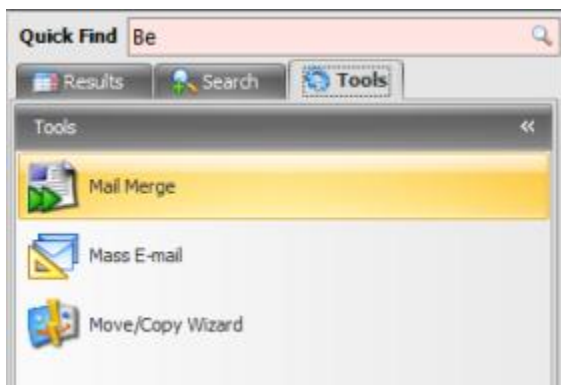 Quick Find Be
Results Search Tools
Tools «
Mail Merge
Mass E-mail
Move/Copy Wizard